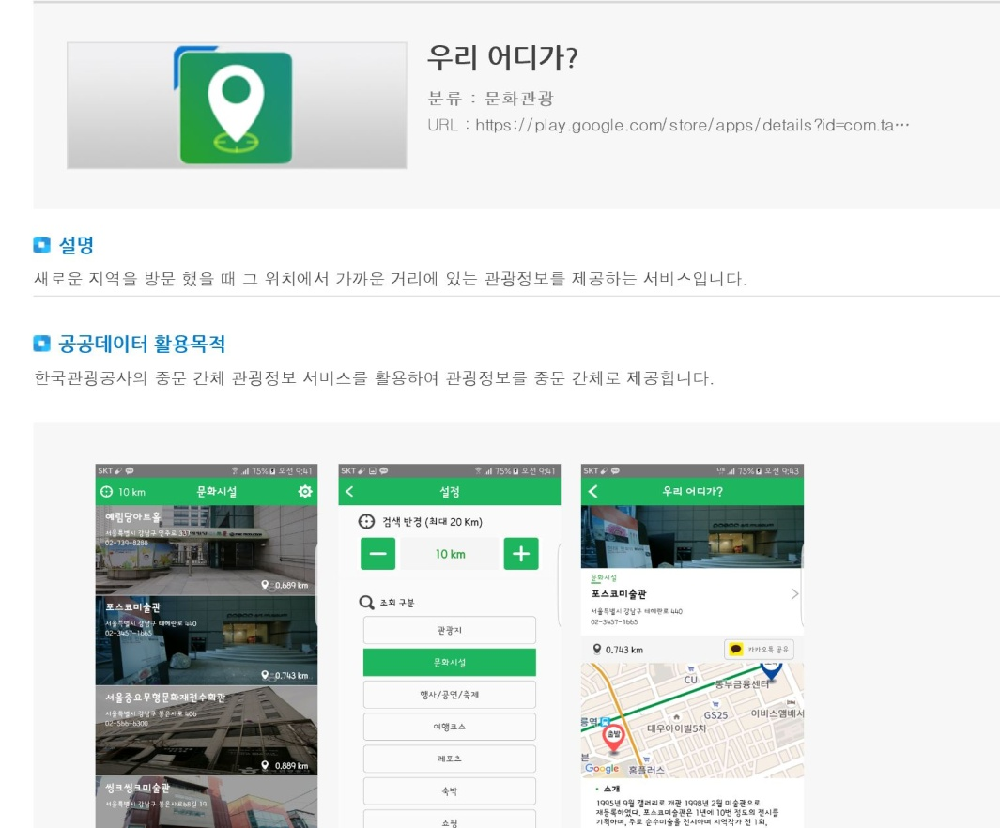 우리 어디가?
분류 : 문화관광
URL : https://play.google.com/store/apps/details?id=com.ta…
설명
새로운 지역을 방문 했을 때 그 위치에서 가까운 거리에 있는 관광정보를 제공하는 서비스입니다.
공공데이터 활용목적
한국관광공사의 중문 간체 관광정보 서비스를 활용하여 관광정보를 중문 간체로 제공합니다.
SKT 75% 오전 9:41
10 km 문화시설
예림당아트홀
02-739-8288
0.689 km
포스코미술관
서울특별시 강남구 테헤란로 440
02-3457-1665
0.743 km
서울중요무형문화재전수회관
서울특별시 강남구 봉은사로 406
02-566-6300
0.889 km
씽크씽크미술관
서울특별시 강남구 봉은사로68길 19
SKT 75% 오전 9:41
설정
검색 반경 (최대 20 Km)
10 km
조회 구분
관광지
문화시설
행사/공연/축제
여행코스
레포츠
숙박
쇼핑
SKT 75% 오전 9:43
우리 어디가?
문화시설
포스코미술관
서울특별시 강남구 테헤란로 440
02-3457-1665
0.743 km 카카오톡 공유
CU
동부금융센터
GS25
이비스앰배서
대우아이빌5차
릉역
출발
Google
홈플러스
소개
1995년 9월 갤러리로 개관 1998년 2월 미술관으로
재등록하였다. 포스코미술관은 1년에 10번 정도의 전시를
기획하며, 주로 순수미술을 전시하며 지역작가 전 1회,